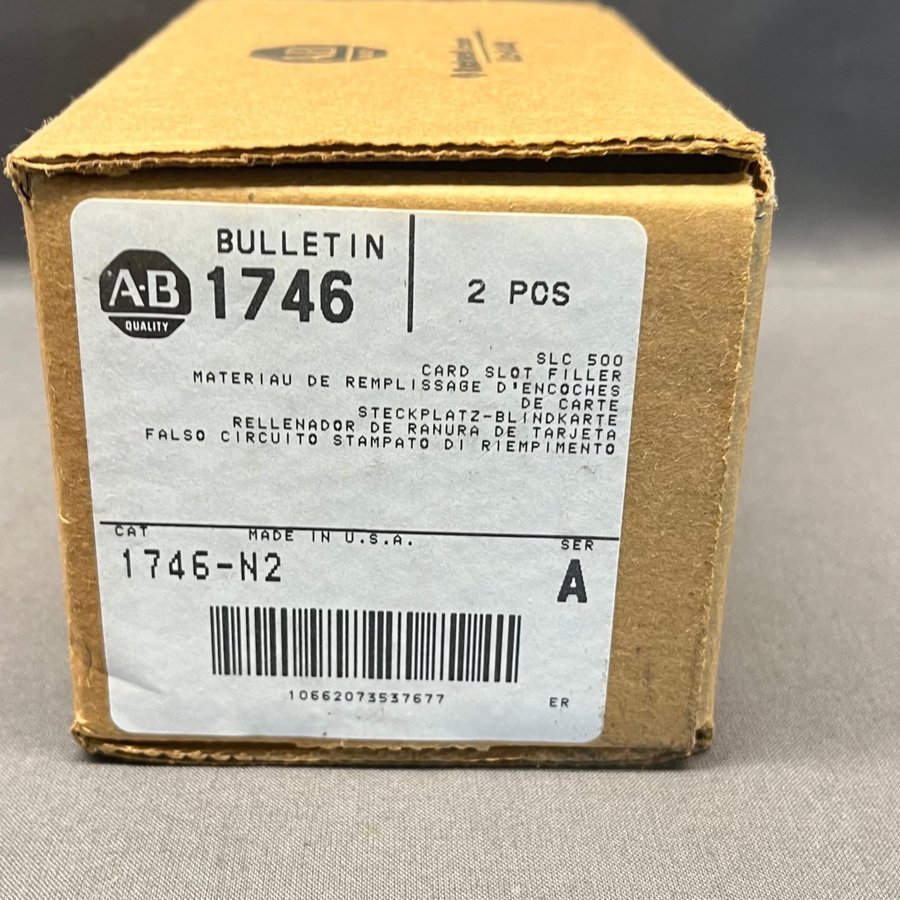 BULLETIN
1746
2 PCS
A·B
QUALITY
SLC 500
CARD SLOT FILLER
MATERIAU DE REMPLISSAGE D'ENCOCHES
DE CARTE
STECKPLATZ-BLINDKARTE
RELLENADOR DE RANURA DE TARJETA
FALSO CIRCUITO STAMPATO DI RIEMPIMENTO
CAT MADE IN U.S.A. SER
1746-N2 A
10662073537677
ER